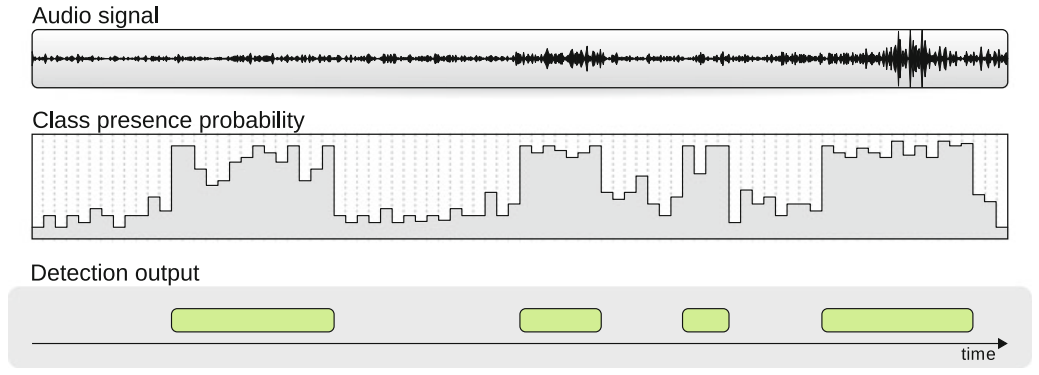 Audio signal
Class presence probability
Detection output
time